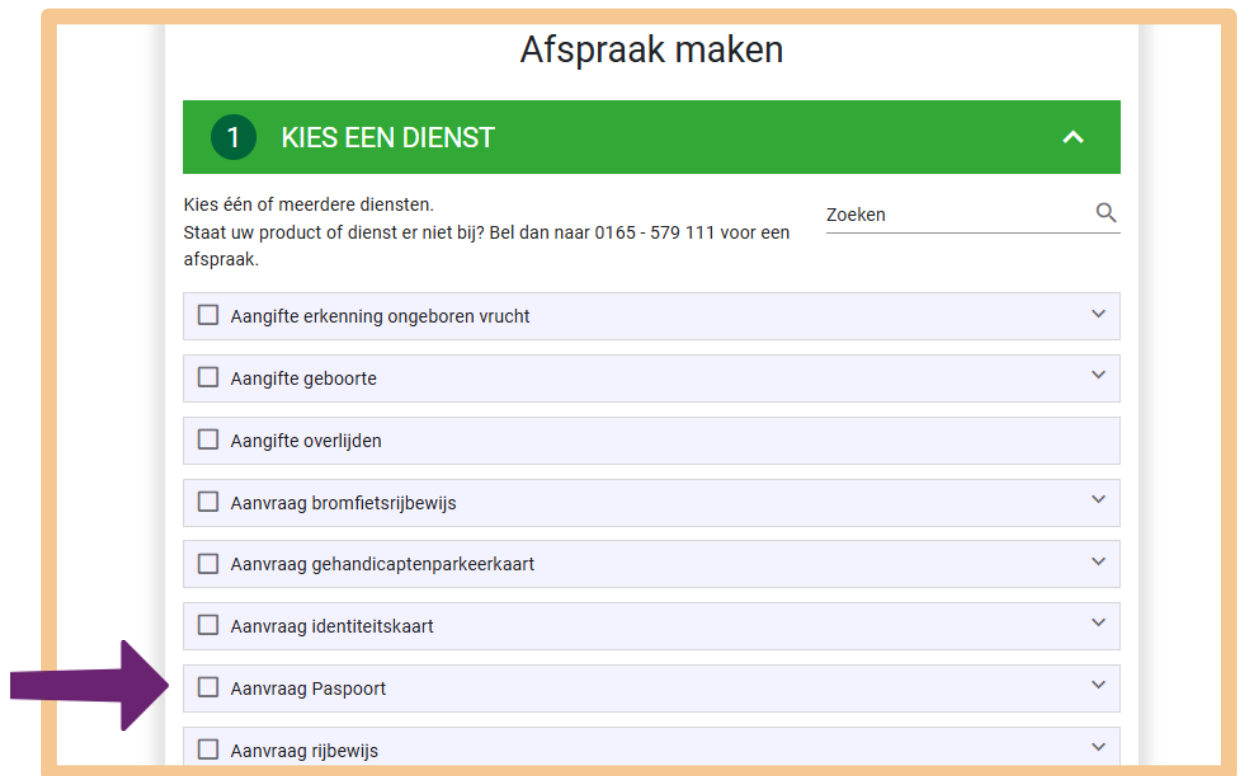 Afspraak maken
1 KIES EEN DIENST
Kies één of meerdere diensten.
Staat uw product of dienst er niet bij? Bel dan naar 0165 - 579 111 voor een
afspraak.
Zoeken
Aangifte erkenning ongeboren vrucht
Aangifte geboorte
Aangifte overlijden
Aanvraag bromfietsrijbewijs
Aanvraag gehandicaptenparkeerkaart
Aanvraag identiteitskaart
Aanvraag Paspoort
Aanvraag rijbewijs